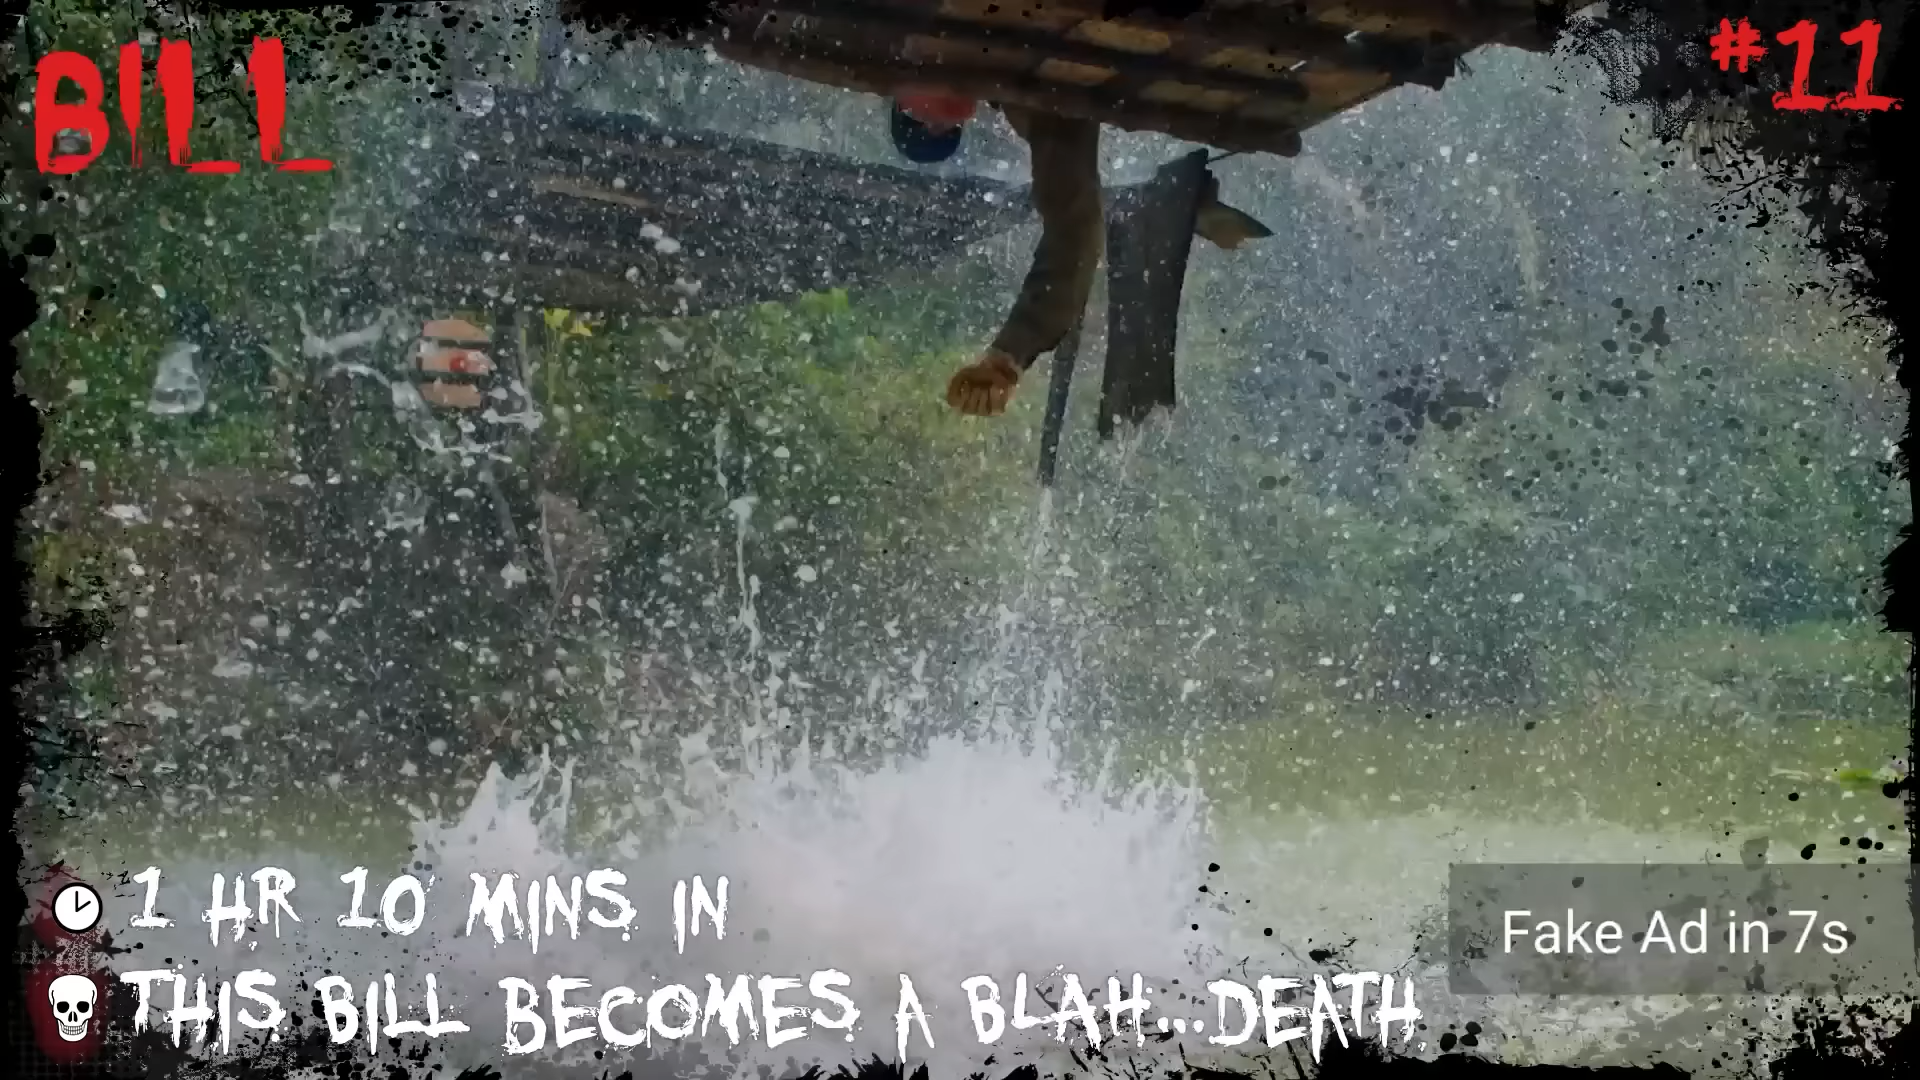 BILL
#11
1 HR 10 MINS IN
Fake Ad in 7s
THIS BILL BECOMES A BLAH...DEATH